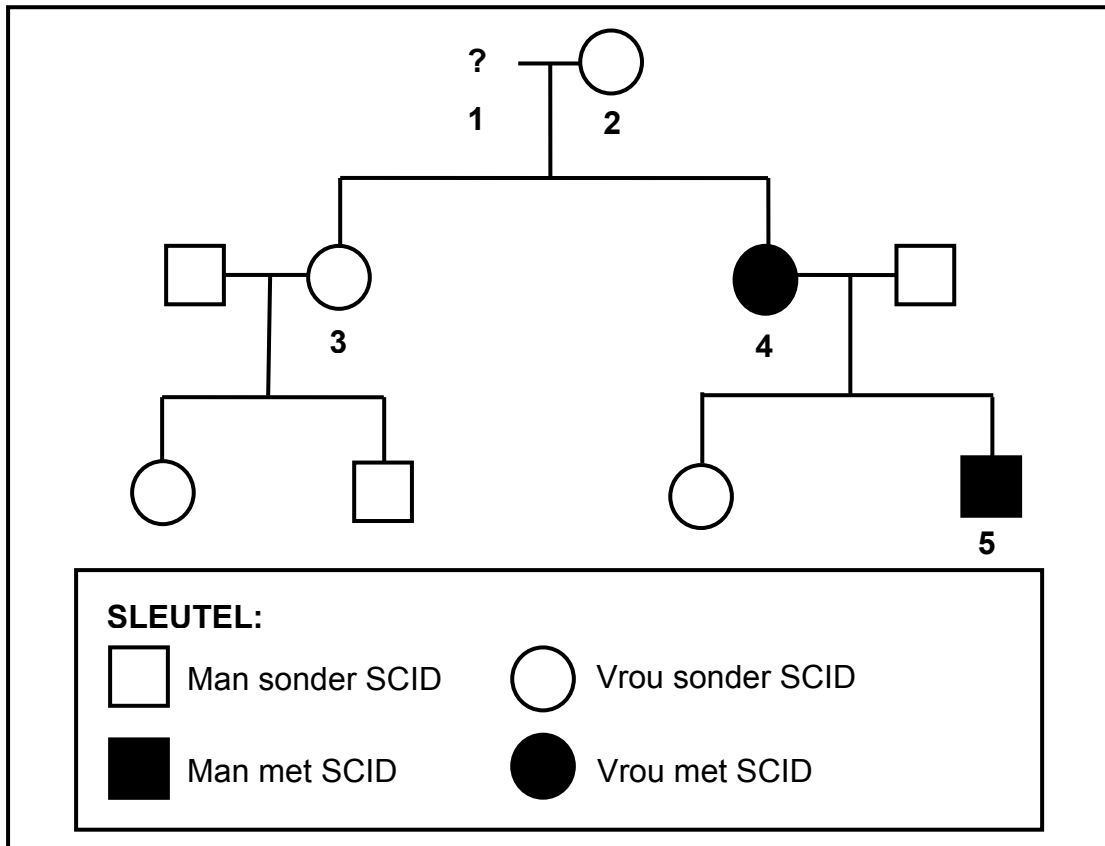 ?
1
2
3
4
5
SLEUTEL:
Man sonder SCID
Vrou sonder SCID
Man met SCID
Vrou met SCID